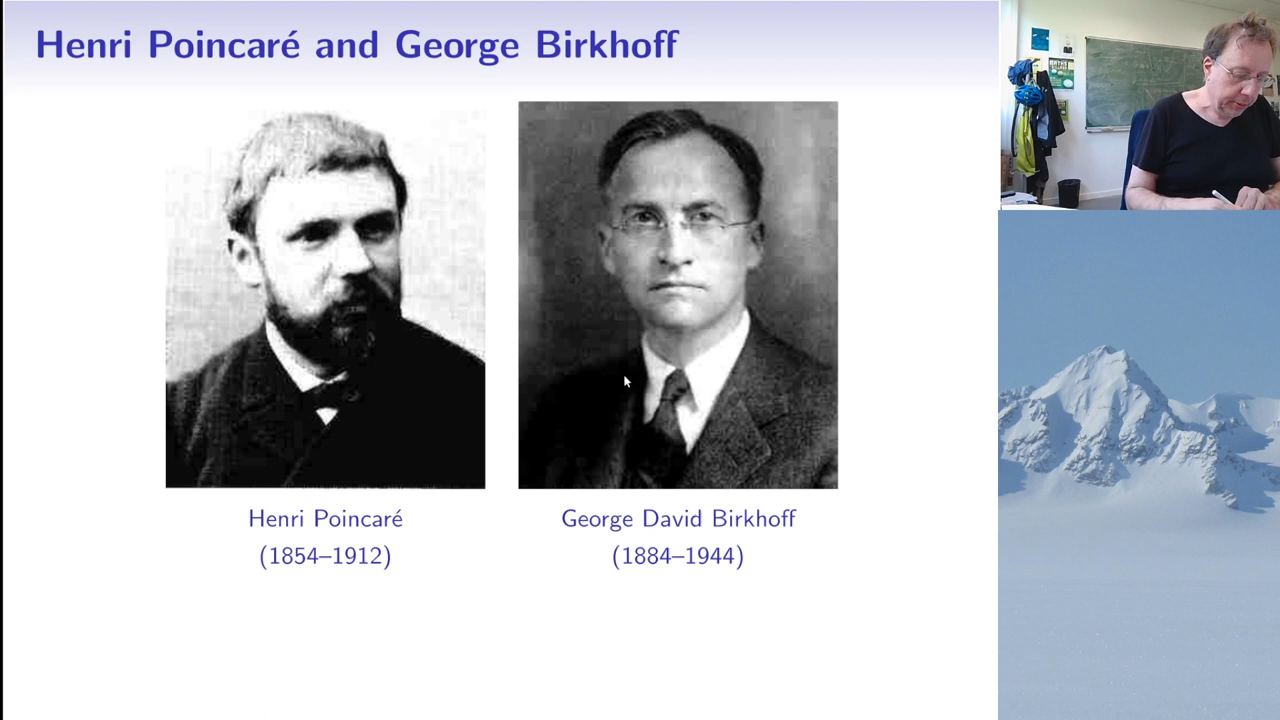 Henri Poincaré and George Birkhoff
Henri Poincaré
(1854–1912)
George David Birkhoff
(1884–1944)